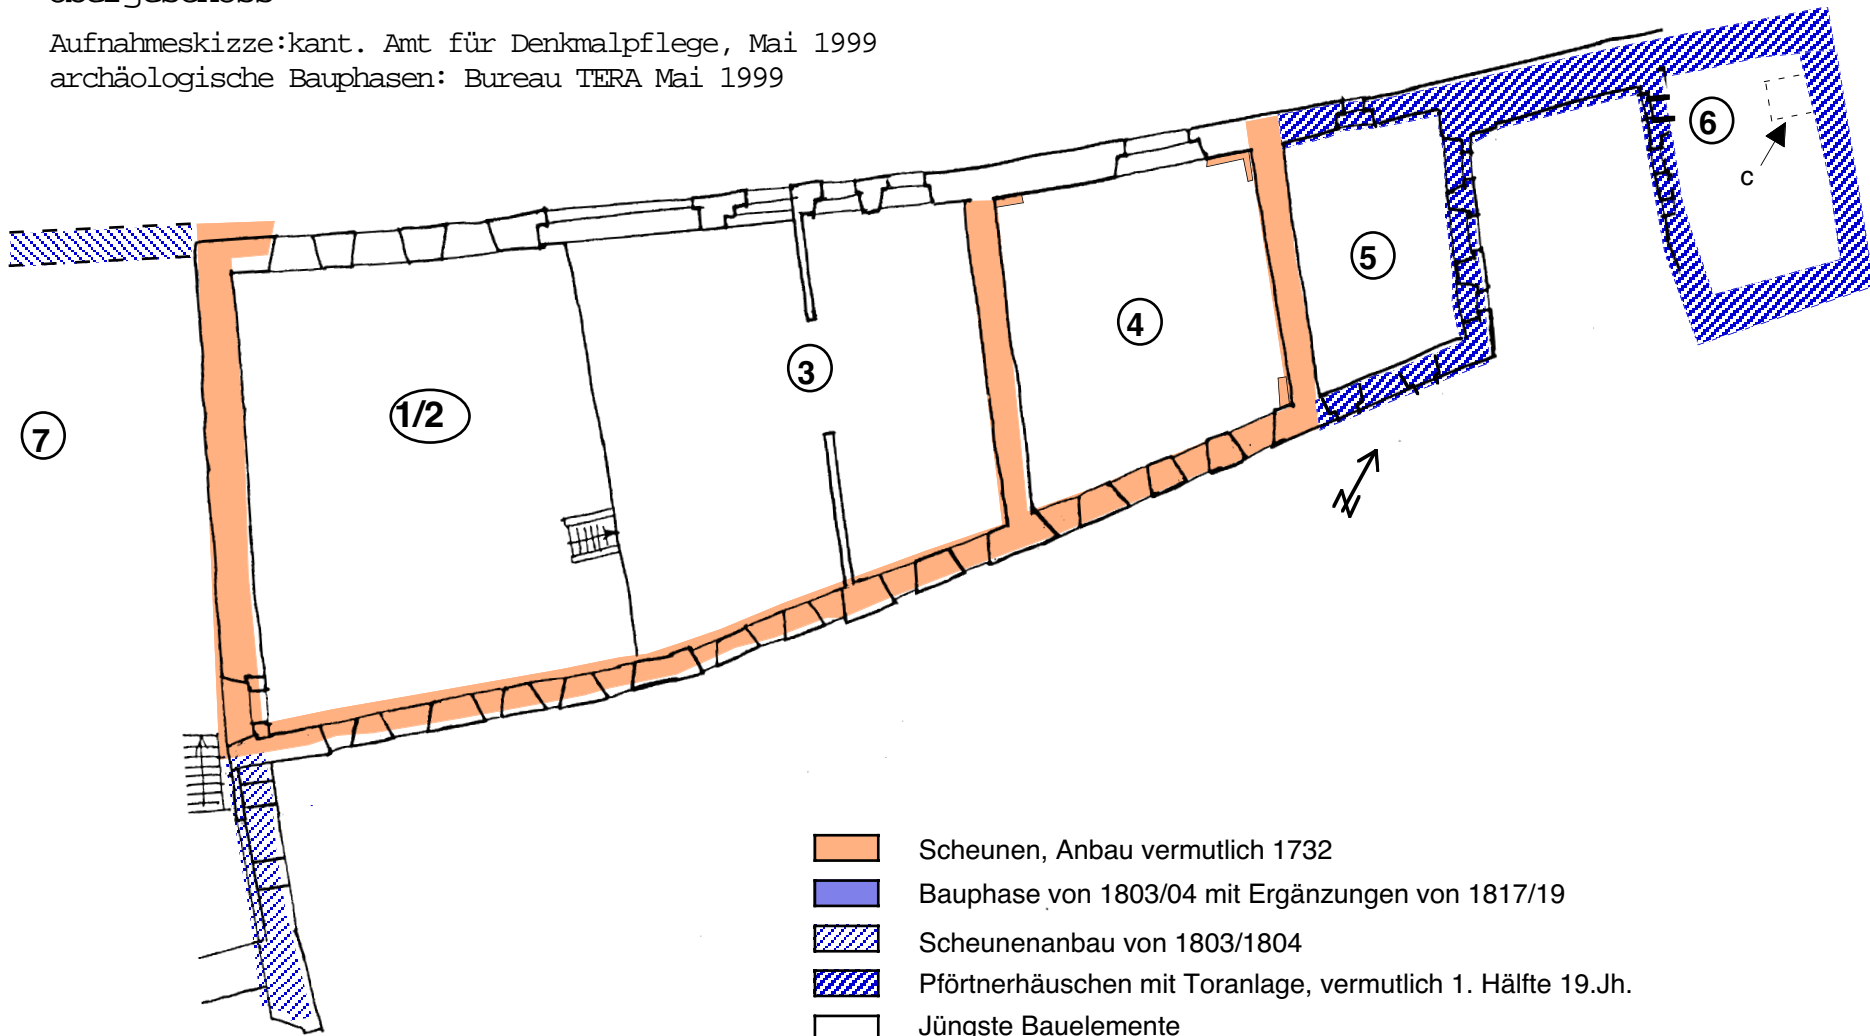 Obergeschoss
Aufnahmeskizze:kant. Amt für Denkmalpflege, Mai 1999
archäologische Bauphasen: Bureau TERA Mai 1999
6
c
5
4
3
1/2
7
N
Scheunen, Anbau vermutlich 1732
Bauphase von 1803/04 mit Ergänzungen von 1817/19
Scheunenanbau von 1803/1804
Pförtnerhäuschen mit Toranlage, vermutlich 1. Hälfte 19.Jh.
Jüngste Bauelemente